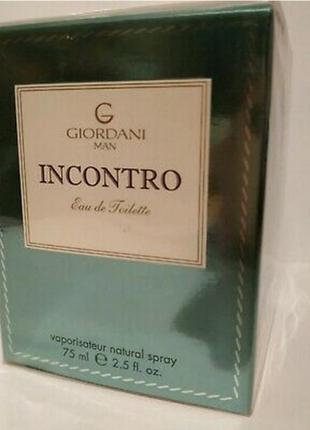 G
GIORDANI
MAN
INCONTRO
Eau de Toilette
vaporisateur natural spray
75 ml e 2.5 fl. oz.